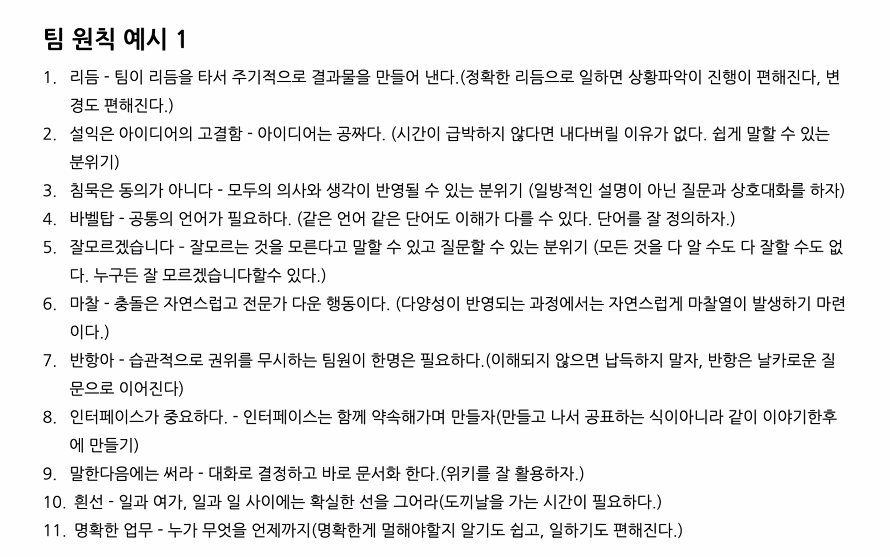 팀 원칙 예시 1
1. 리듬 - 팀이 리듬을 타서 주기적으로 결과물을 만들어 낸다.(정확한 리듬으로 일하면 상황파악이 진행이 편해진다, 변
경도 편해진다.)
2. 설익은 아이디어의 고결함 - 아이디어는 공짜다. (시간이 급박하지 않다면 내다버릴 이유가 없다. 쉽게 말할 수 있는
분위기)
3. 침묵은 동의가 아니다 - 모두의 의사와 생각이 반영될 수 있는 분위기 (일방적인 설명이 아닌 질문과 상호대화를 하자)
4. 바벨탑 - 공통의 언어가 필요하다. (같은 언어 같은 단어도 이해가 다를 수 있다. 단어를 잘 정의하자.)
5. 잘모르겠습니다 - 잘모르는 것을 모른다고 말할 수 있고 질문할 수 있는 분위기 (모든 것을 다 알 수도 다 잘할 수도 없
다. 누구든 잘 모르겠습니다할수 있다.)
6. 마찰 - 충돌은 자연스럽고 전문가 다운 행동이다. (다양성이 반영되는 과정에서는 자연스럽게 마찰열이 발생하기 마련
이다.)
7. 반항아 - 습관적으로 권위를 무시하는 팀원이 한명은 필요하다.(이해되지 않으면 납득하지 말자, 반항은 날카로운 질
문으로 이어진다)
8. 인터페이스가 중요하다. - 인터페이스는 함께 약속해가며 만들자(만들고 나서 공표하는 식이아니라 같이 이야기한후
에 만들기)
9. 말한다음에는 써라 - 대화로 결정하고 바로 문서화 한다.(위키를 잘 활용하자.)
10. 흰선 - 일과 여가, 일과 일 사이에는 확실한 선을 그어라(도끼날을 가는 시간이 필요하다.)
11. 명확한 업무 - 누가 무엇을 언제까지(명확한게 멀해야할지 알기도 쉽고, 일하기도 편해진다.)